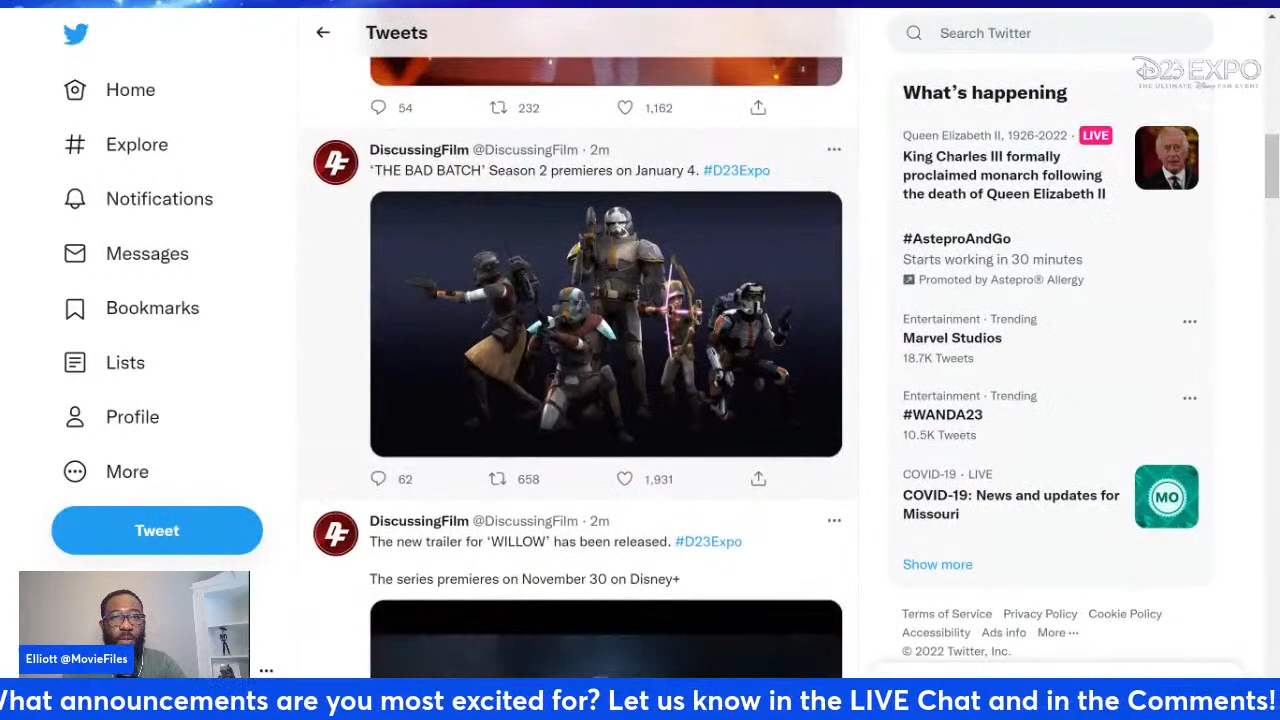 Home
Explore
Notifications
Messages
Bookmarks
Lists
Profile
More
Tweet
Elliott @MovieFiles
Tweets
54
232
1,162
DiscussingFilm @DiscussingFilm · 2m
‘THE BAD BATCH’ Season 2 premieres on January 4. #D23Expo
62
658
1,931
DiscussingFilm @DiscussingFilm · 2m
The new trailer for ‘WILLOW’ has been released. #D23Expo
The series premieres on November 30 on Disney+
Search Twitter
D23 EXPO
THE ULTIMATE Disney FAN EVENT
What’s happening
Queen Elizabeth II, 1926-2022 · LIVE
King Charles III formally
proclaimed monarch following
the death of Queen Elizabeth II
#AsteproAndGo
Starts working in 30 minutes
Promoted by Astepro® Allergy
Entertainment · Trending
Marvel Studios
18.7K Tweets
Entertainment · Trending
#WANDA23
10.5K Tweets
COVID-19 · LIVE
COVID-19: News and updates for
Missouri
MO
Show more
Terms of Service Privacy Policy Cookie Policy
Accessibility Ads info More ···
© 2022 Twitter, Inc.
What announcements are you most excited for? Let us know in the LIVE Chat and in the Comments!